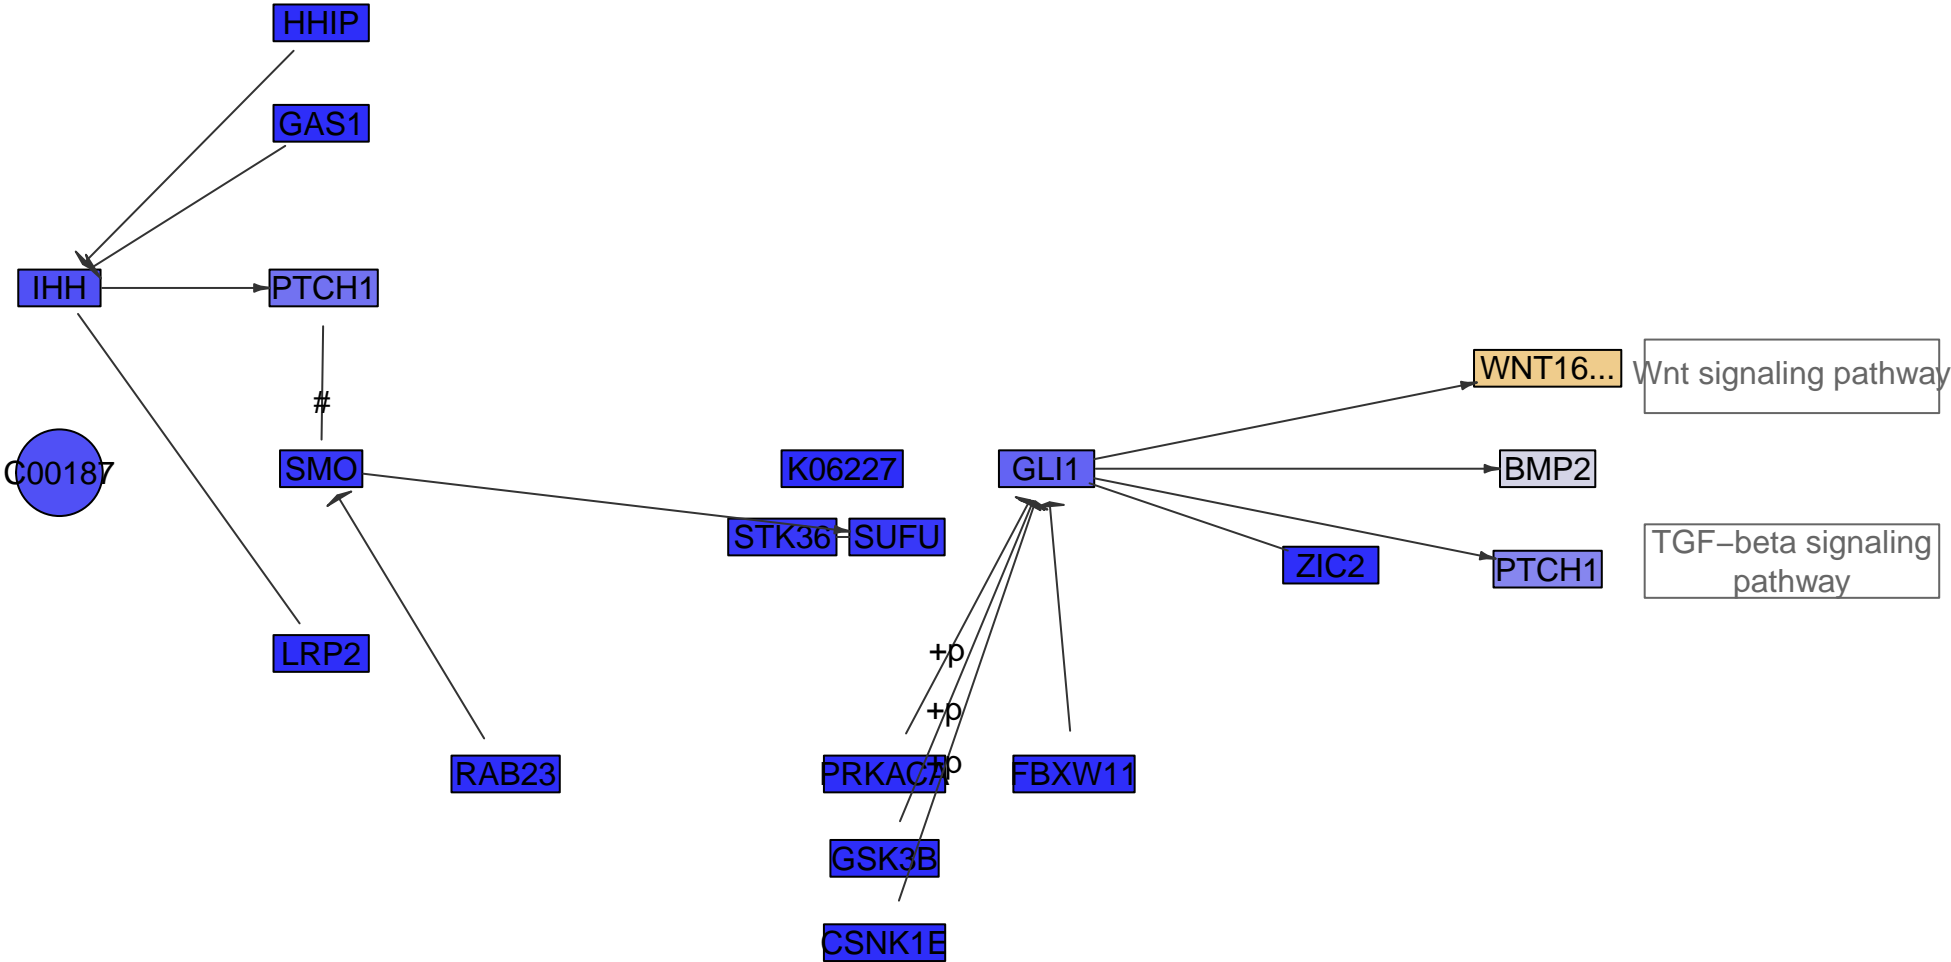 HHIP
GAS1
IHH
PTCH1
WNT16...
Wnt signaling pathway
#
C00187
SMO
K06227
GLI1
BMP2
STK36
SUFU
TGF−beta signaling
pathway
ZIC2
PTCH1
LRP2
+p
+p
+p
RAB23
PRKACA
FBXW11
GSK3B
CSNK1E